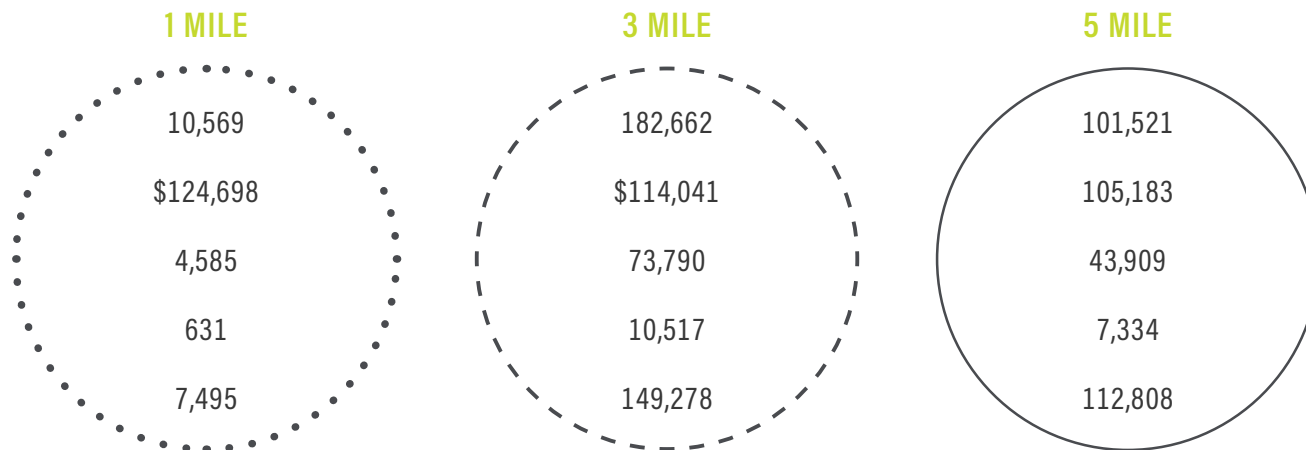 1 MILE 3 MILE 5 MILE
10,569 182,662 101,521
$124,698 $114,041 105,183
4,585 73,790 43,909
631 10,517 7,334
7,495 149,278 112,808